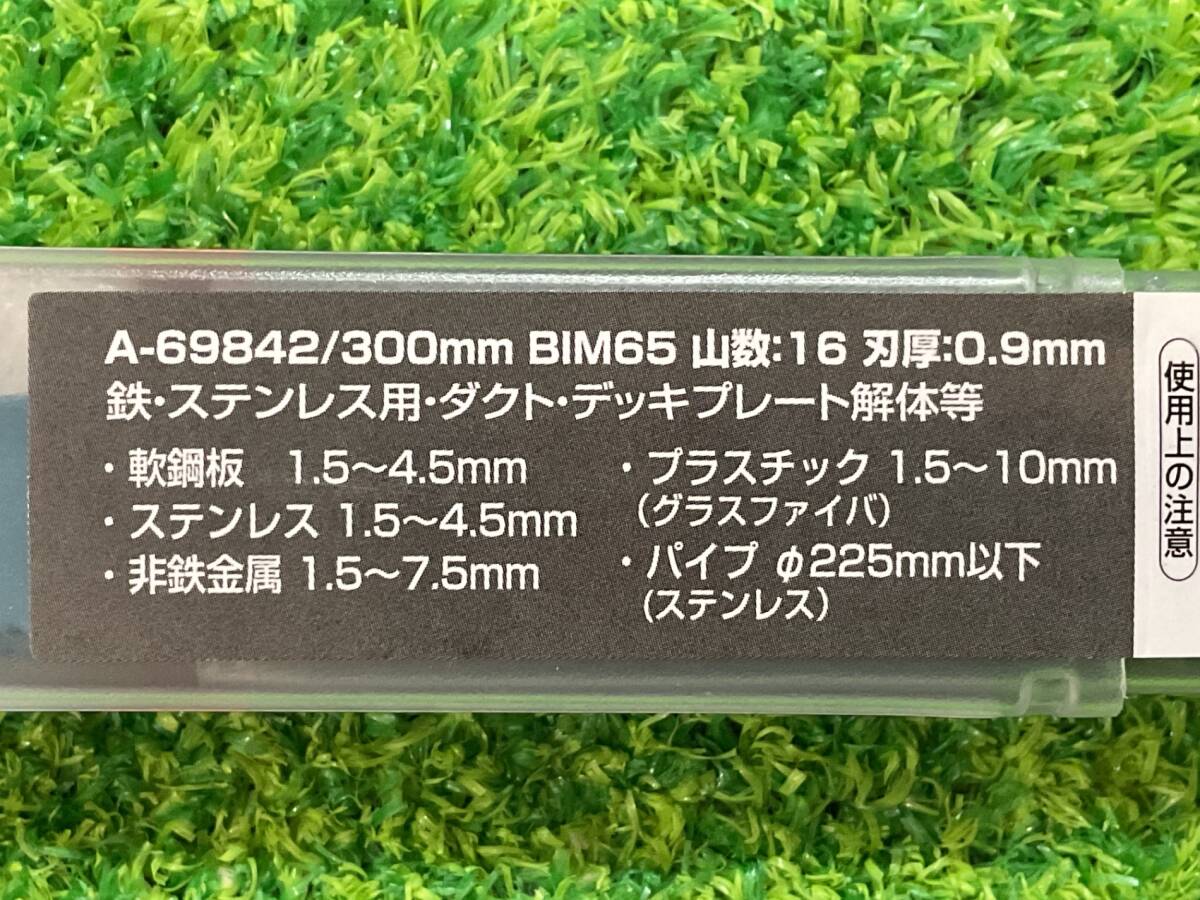 A-69842/300mm BIM65 山数:16 刃厚:0.9mm
鉄・ステンレス用・ダクト・デッキプレート解体等
・軟鋼板 1.5〜4.5mm
・ステンレス 1.5〜4.5mm
・非鉄金属 1.5〜7.5mm
・プラスチック 1.5〜10mm
(グラスファイバ)
・パイプ φ225mm以下
(ステンレス)
使用上の注意